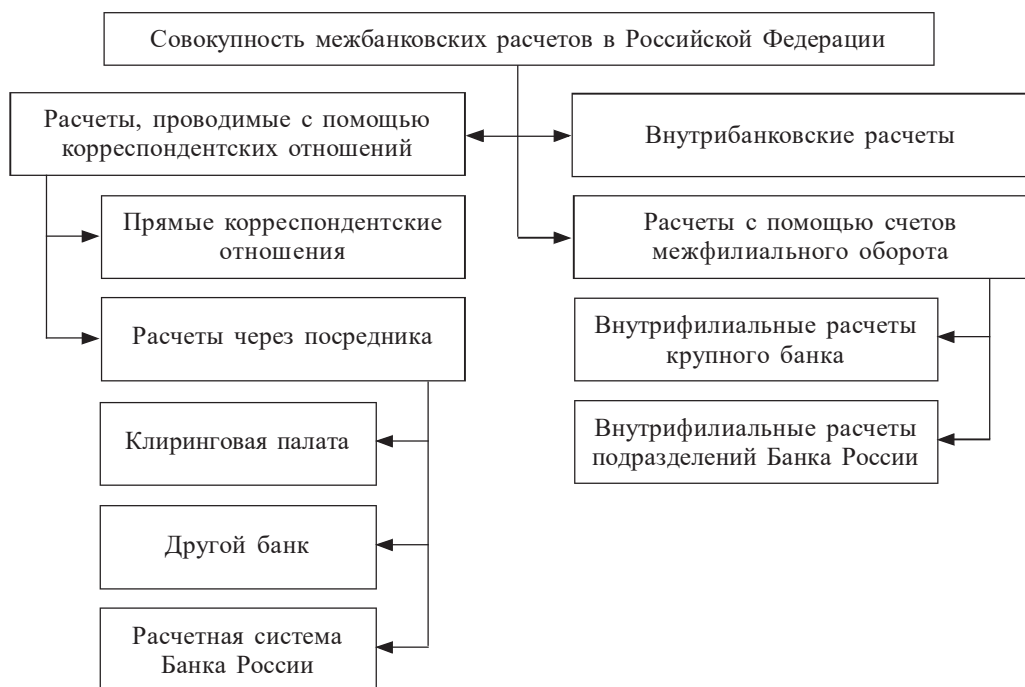 Совокупность межбанковских расчетов в Российской Федерации
Расчеты, проводимые с помощью
корреспондентских отношений
Внутрибанковские расчеты
Прямые корреспондентские
отношения
Расчеты с помощью счетов
межфилиального оборота
Расчеты через посредника
Внутрифилиальные расчеты
крупного банка
Клиринговая палата
Внутрифилиальные расчеты
подразделений Банка России
Другой банк
Расчетная система
Банка России